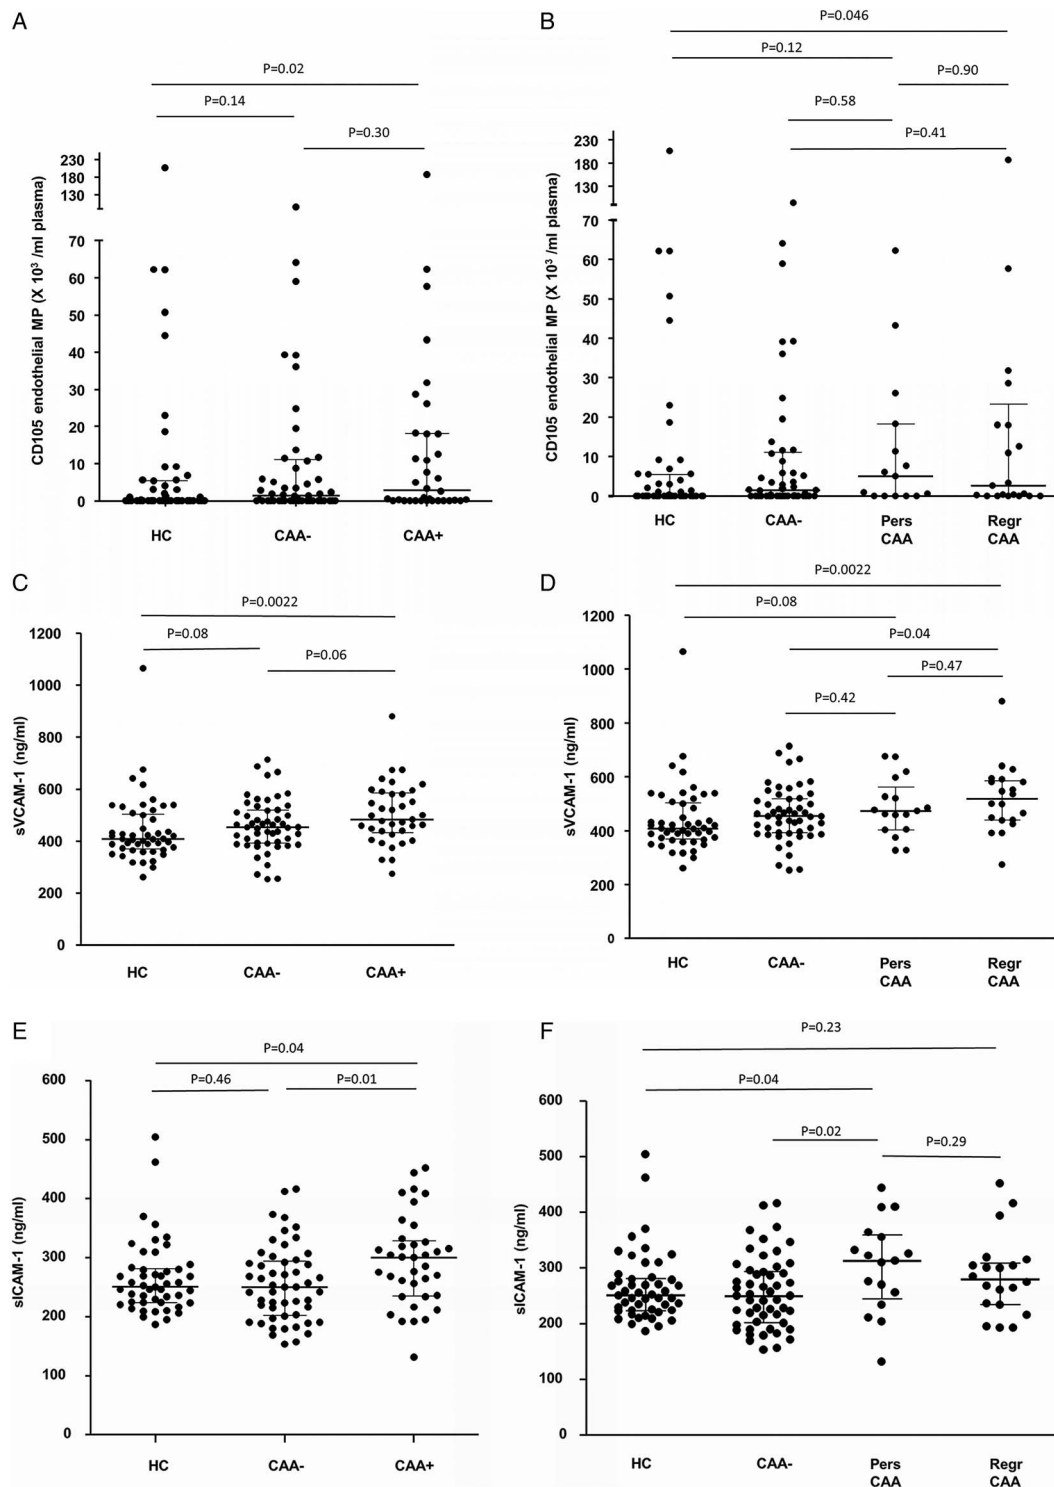 A
P=0.02
P=0.14
P=0.30
CD105 endothelial MP (X 10³ /ml plasma)
230
180
130
70
60
50
40
30
20
10
0
HC
CAA-
CAA+
B
P=0.046
P=0.12
P=0.90
P=0.58
P=0.41
CD105 endothelial MP (X 10³ /ml plasma)
230
180
130
70
60
50
40
30
20
10
0
HC
CAA-
Pers
CAA
Regr
CAA
C
P=0.0022
P=0.08
P=0.06
sVCAM-1 (ng/ml)
1200
1000
800
600
400
200
0
HC
CAA-
CAA+
D
P=0.0022
P=0.08
P=0.04
P=0.47
P=0.42
sVCAM-1 (ng/ml)
1200
1000
800
600
400
200
0
HC
CAA-
Pers
CAA
Regr
CAA
E
P=0.04
P=0.46
P=0.01
sICAM-1 (ng/ml)
600
500
400
300
200
100
0
HC
CAA-
CAA+
F
P=0.23
P=0.04
P=0.02
P=0.29
sICAM-1 (ng/ml)
600
500
400
300
200
100
0
HC
CAA-
Pers
CAA
Regr
CAA